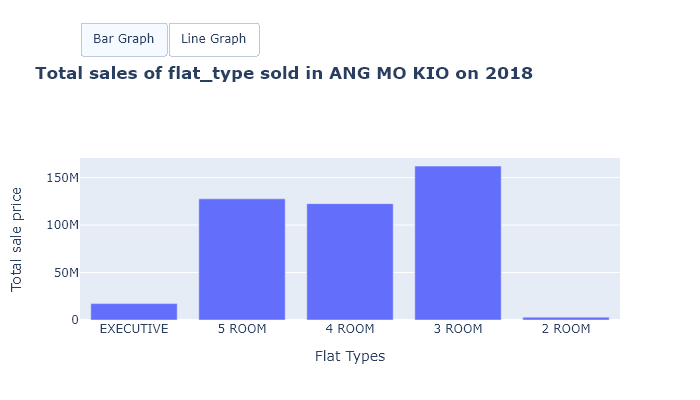 Bar Graph
Line Graph
Total sales of flat_type sold in ANG MO KIO on 2018
Total sale price
150M
100M
50M
0
EXECUTIVE
5 ROOM
4 ROOM
3 ROOM
2 ROOM
Flat Types